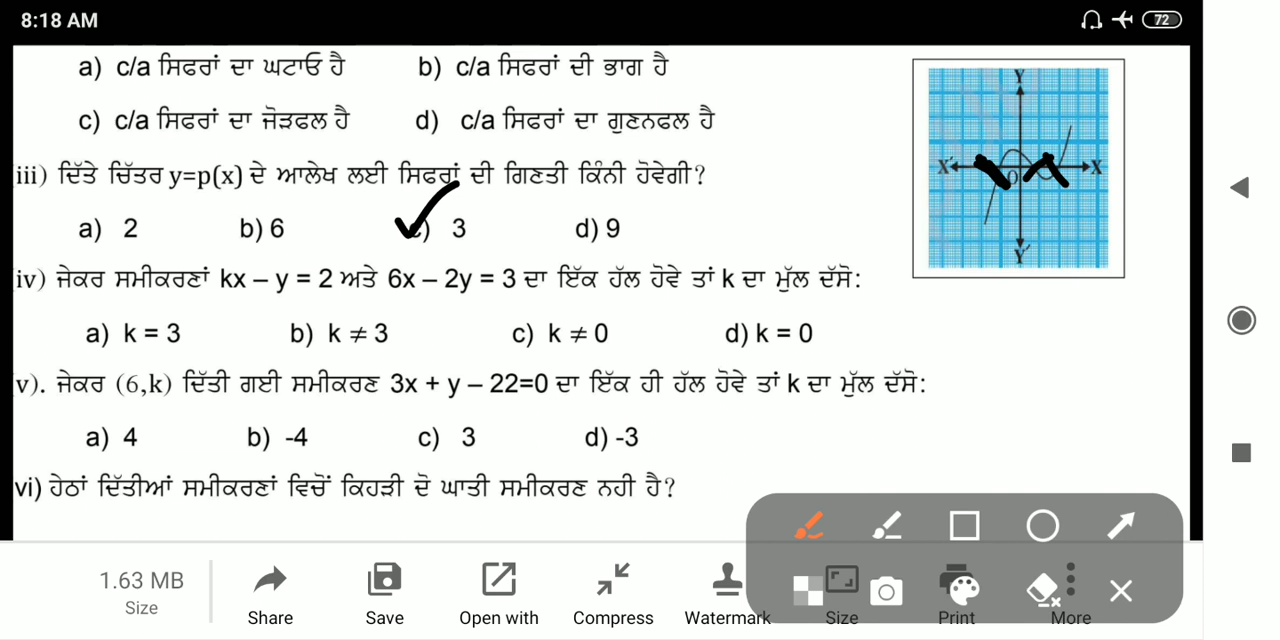 8:18 AM
72
a) c/a ਸਿਫਰਾਂ ਦਾ ਘਟਾਓ ਹੈ b) c/a ਸਿਫਰਾਂ ਦੀ ਭਾਗ ਹੈ
c) c/a ਸਿਫਰਾਂ ਦਾ ਜੋੜਫਲ ਹੈ d) c/a ਸਿਫਰਾਂ ਦਾ ਗੁਣਨਫਲ ਹੈ
iii) ਦਿੱਤੇ ਚਿੱਤਰ y=p(x) ਦੇ ਆਲੇਖ ਲਈ ਸਿਫਰਾਂ ਦੀ ਗਿਣਤੀ ਕਿੰਨੀ ਹੋਵੇਗੀ?
a) 2 b) 6 c) 3 d) 9
Y
X′ O X
Y′
iv) ਜੇਕਰ ਸਮੀਕਰਣਾਂ kx – y = 2 ਅਤੇ 6x – 2y = 3 ਦਾ ਇੱਕ ਹੱਲ ਹੋਵੇ ਤਾਂ k ਦਾ ਮੁੱਲ ਦੱਸੋ:
a) k = 3 b) k ≠ 3 c) k ≠ 0 d) k = 0
v). ਜੇਕਰ (6,k) ਦਿੱਤੀ ਗਈ ਸਮੀਕਰਣ 3x + y – 22=0 ਦਾ ਇੱਕ ਹੀ ਹੱਲ ਹੋਵੇ ਤਾਂ k ਦਾ ਮੁੱਲ ਦੱਸੋ:
a) 4 b) -4 c) 3 d) -3
vi) ਹੇਠਾਂ ਦਿੱਤੀਆਂ ਸਮੀਕਰਣਾਂ ਵਿਚੋਂ ਕਿਹੜੀ ਦੋ ਘਾਤੀ ਸਮੀਕਰਣ ਨਹੀ ਹੈ?
1.63 MB
Size
Share Save Open with Compress Watermark Size Print More